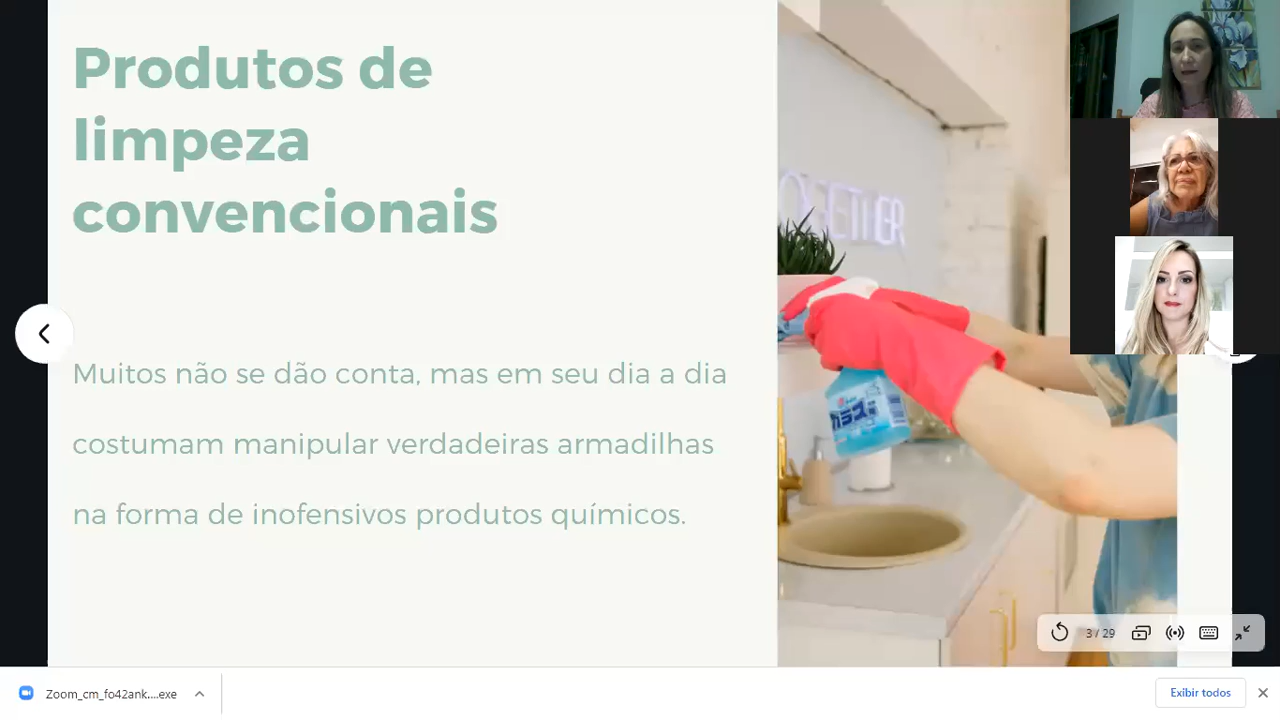 Produtos de
limpeza
convencionais
Muitos não se dão conta, mas em seu dia a dia
costumam manipular verdadeiras armadilhas
na forma de inofensivos produtos químicos.
3 / 29
Zoom_cm_fo42ank....exe
Exibir todos